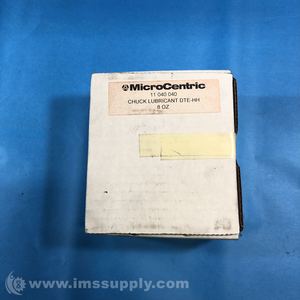 MicroCentric
11 040 040
CHUCK LUBRICANT DTE-HH
8 OZ
© www.imssupply.com